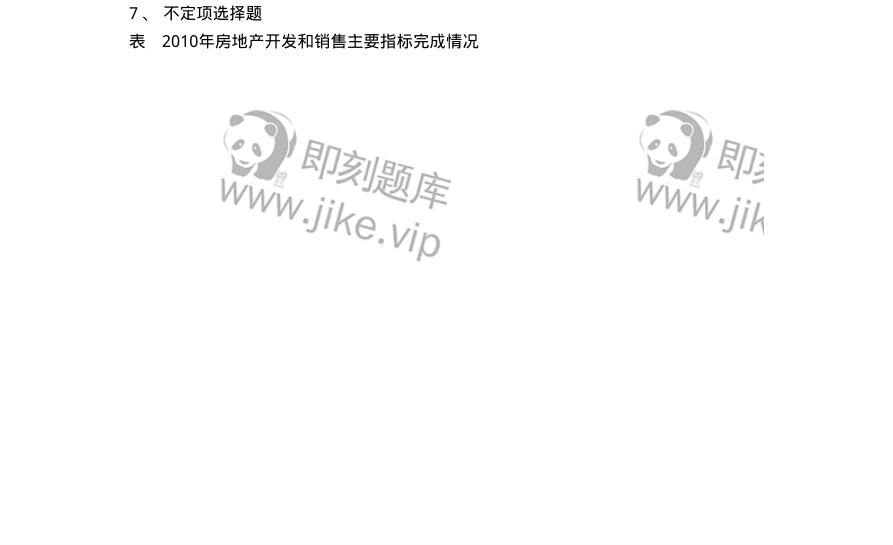 7 、 不定项选择题
表 2010年房地产开发和销售主要指标完成情况
即刻题库
www.jike.vip
即刻
www.jik